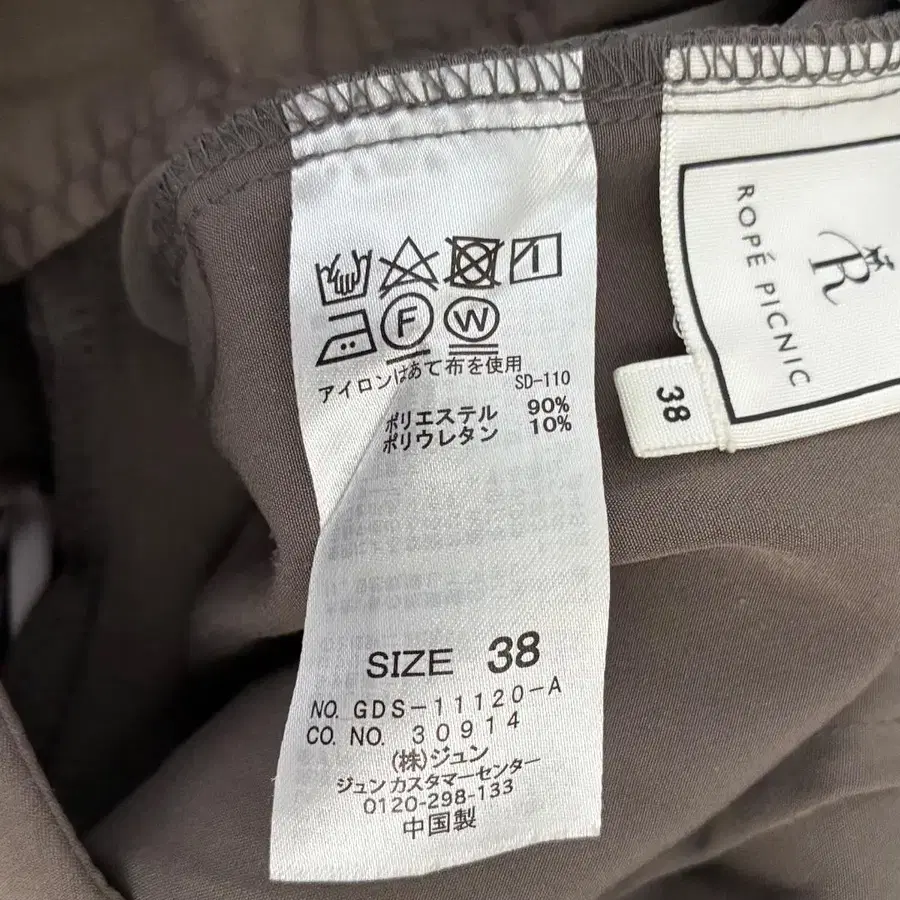 F
W
アイロンはあて布を使用
SD-110
ポリエステル 90%
ポリウレタン 10%
SIZE 38
NO. GDS-11120-A
CO. NO. 30914
(株)ジュン
ジュン カスタマーセンター
0120-298-133
中国製
R
ROPÉ PICNIC
38